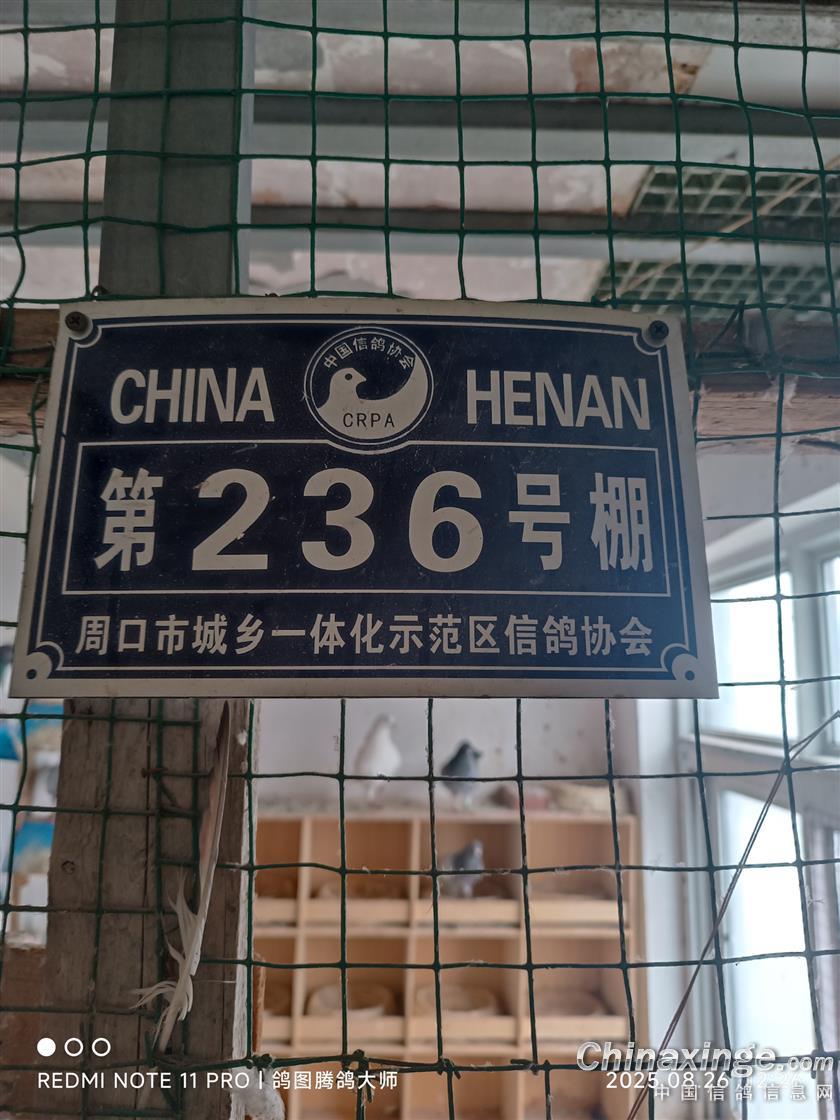 中国信鸽协会
CHINA CRPA HENAN
第236号棚
周口市城乡一体化示范区信鸽协会
Chinaxinge.com
REDMI NOTE 11 PRO | 鸽图腾鸽大师
2025.08.26
中国信鸽信息网